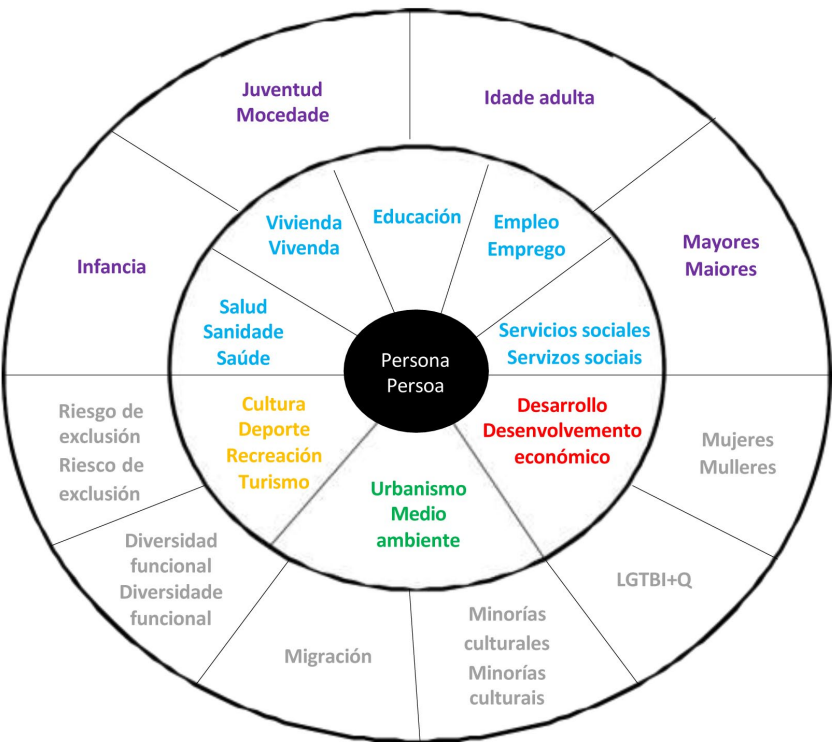 Juventud
Mocedade
Idade adulta
Infancia
Mayores
Maiores
Vivienda
Vivenda
Educación
Empleo
Emprego
Salud
Sanidade
Saúde
Servicios sociales
Servizos sociais
Persona
Persoa
Cultura
Deporte
Recreación
Turismo
Desarrollo
Desenvolvemento
económico
Urbanismo
Medio
ambiente
Riesgo de
exclusión
Riesco de
exclusión
Mujeres
Mulleres
Diversidad
funcional
Diversidade
funcional
LGTBI+Q
Migración
Minorías
culturales
Minorías
culturais